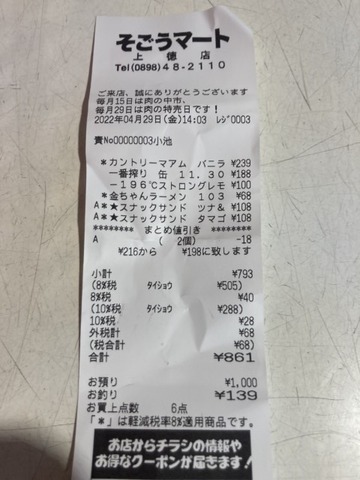 そごうマート
上徳店
Tel(0898)48-2110
ご来店、誠にありがとうございます
毎月15日は肉の中市、
毎月29日は肉の特売日です!
2022年04月29日(金)14:03 レジ0003
責No00000003小池
*カントリーマアム バニラ ¥239
一番搾り 缶 11.30 ¥188
-196℃ストロングレモ ¥100
*金ちゃんラーメン 103 ¥68
A*★スナックサンド ツナ& ¥108
A*★スナックサンド タマゴ ¥108
******** まとめ値引き ********
A ( 2個) -18
¥216から ¥198に致します
小計 ¥793
(8%税 タイショウ ¥505)
8%税 ¥40
(10%税 タイショウ ¥288)
10%税 ¥28
外税計 ¥68
(税合計 ¥68)
合計 ¥861
お預り ¥1,000
お釣り ¥139
お買上点数 6点
「*」は軽減税率8%適用商品です。
お店からチラシの情報や
お得なクーポンが届きます!